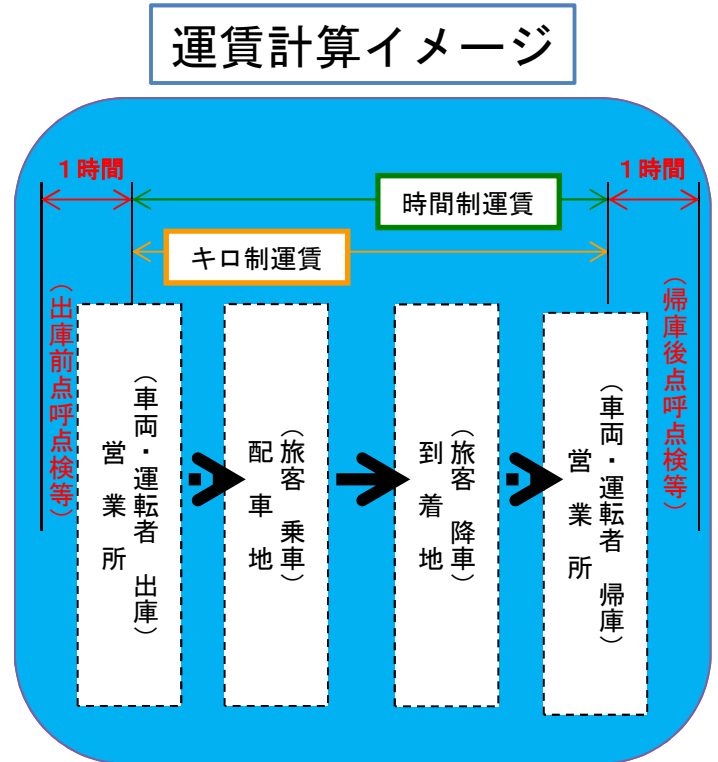 運賃計算イメージ
１時間
１時間
時間制運賃
キロ制運賃
（出庫前点呼点検等）
営業所
（車両・運転者　出庫）
配車地
（旅客　乗車）
到着地
（旅客　降車）
営業所
（車両・運転者　帰庫）
（帰庫後点呼点検等）